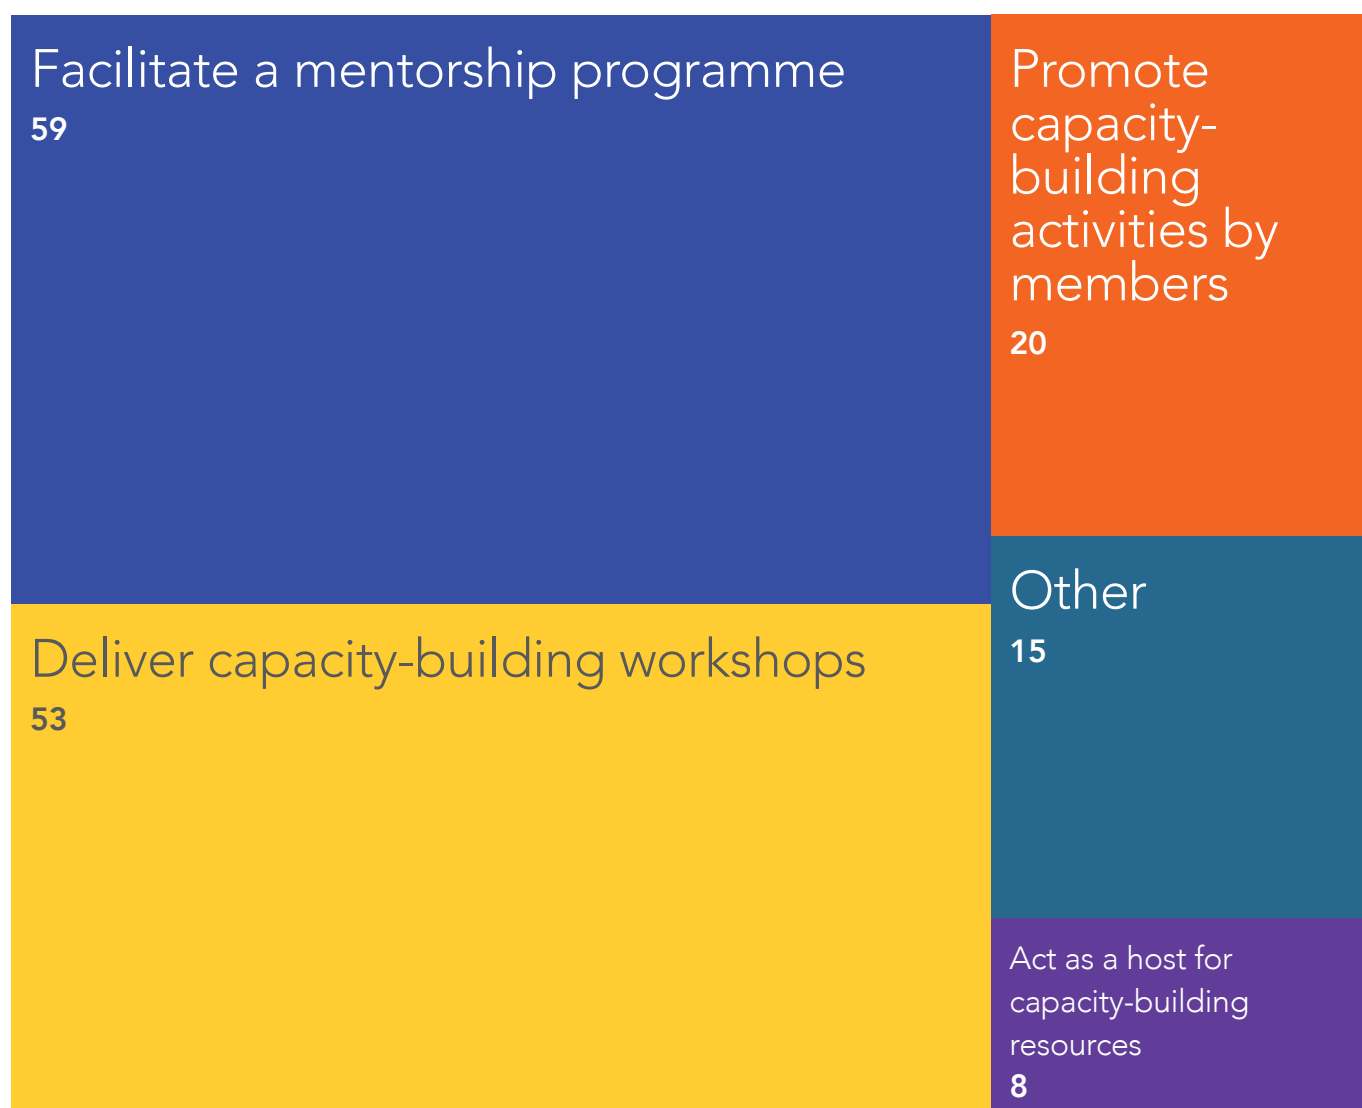 Facilitate a mentorship programme
59
Deliver capacity-building workshops
53
Promote
capacity-
building
activities by
members
20
Other
15
Act as a host for
capacity-building
resources
8